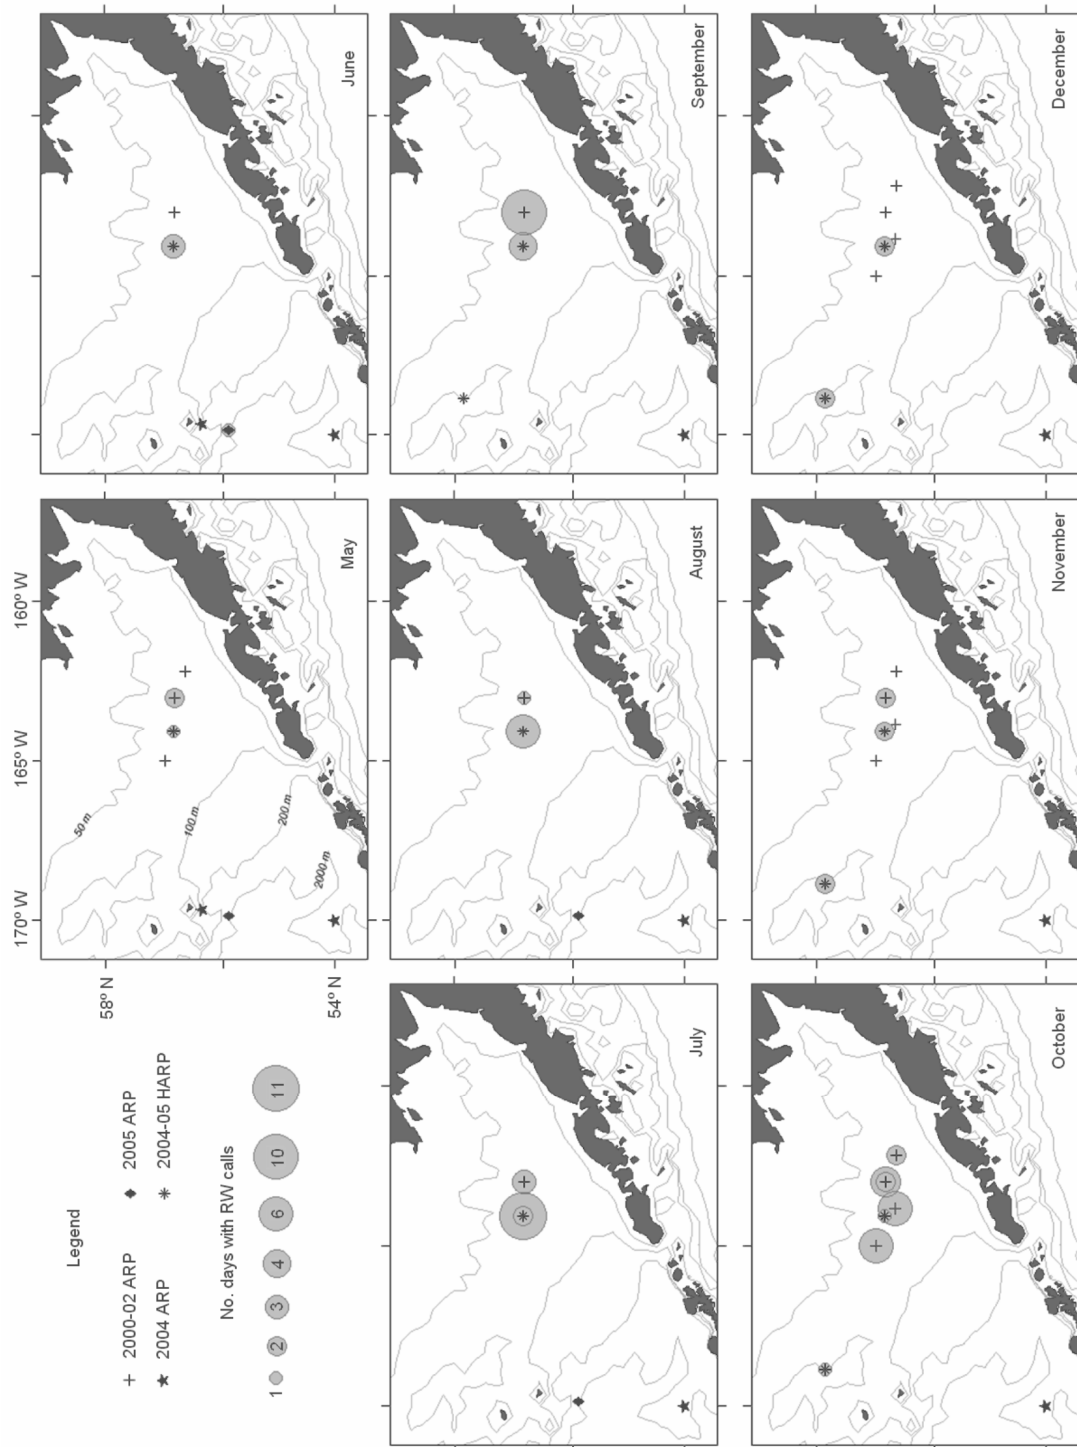 Legend
2000-02 ARP
2005 ARP
2004 ARP
2004-05 HARP
No. days with RW calls
1
2
3
4
6
10
11
170° W
165° W
160° W
58° N
54° N
50 m
100 m
200 m
2000 m
May
June
July
August
September
October
November
December